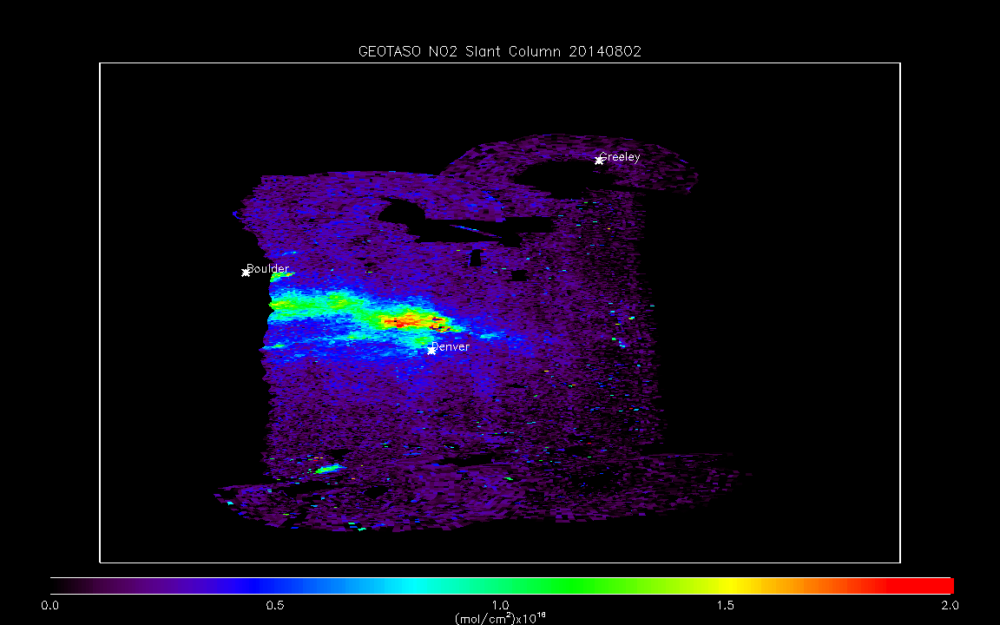 GEOTASO NO2 Slant Column 20140802
Greeley
Boulder
Denver
0.0 0.5 1.0 1.5 2.0
(mol/cm²)x10¹⁶